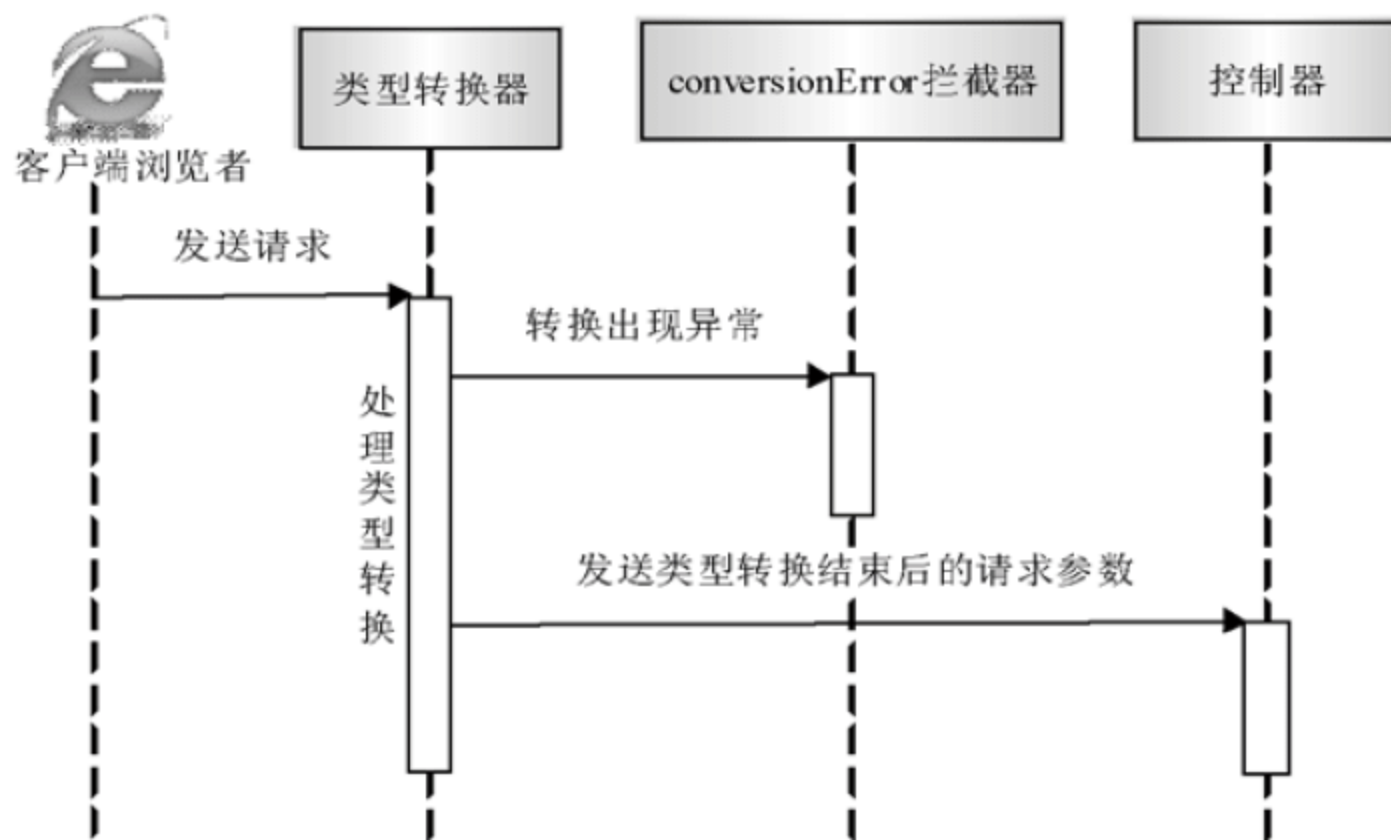 类型转换器
conversionError拦截器
控制器
客户端浏览者
发送请求
转换出现异常
处理类型转换
发送类型转换结束后的请求参数